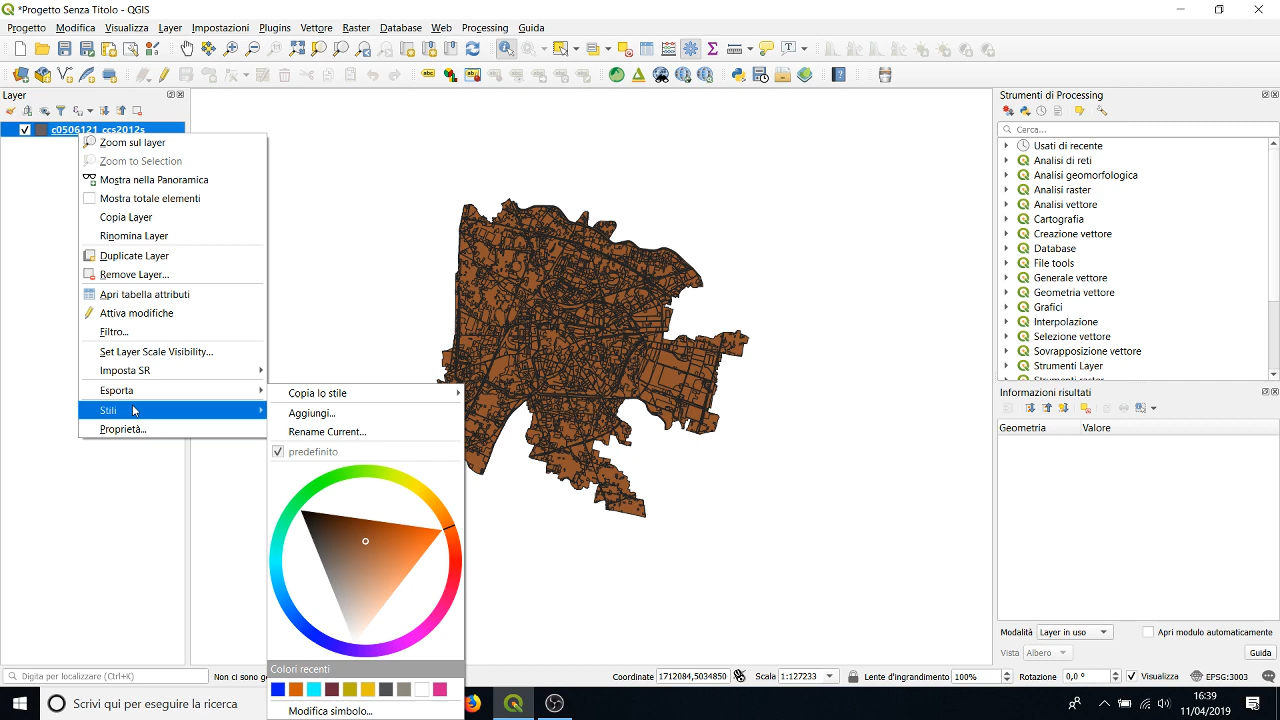 *Progetto Senza Titolo - QGIS
Progetto Modifica Visualizza Layer Impostazioni Plugins Vettore Raster Database Web Processing Guida
Layer
c0506121_ccs2012s
Zoom sul layer
Zoom to Selection
Mostra nella Panoramica
Mostra totale elementi
Copia Layer
Rinomina Layer
Duplicate Layer
Remove Layer...
Apri tabella attributi
Attiva modifiche
Filtro...
Set Layer Scale Visibility...
Imposta SR
Esporta
Stili
Proprietà...
Copia lo stile
Aggiungi...
Rename Current...
predefinito
Colori recenti
Modifica simbolo...
Strumenti di Processing
Cerca...
Usati di recente
Analisi di reti
Analisi geomorfologica
Analisi raster
Analisi vettore
Cartografia
Creazione vettore
Database
File tools
Generale vettore
Geometria vettore
Grafici
Interpolazione
Selezione vettore
Sovrapposizione vettore
Strumenti Layer
Strumenti raster
Informazioni risultati
Geometria Valore
Modalità Layer in uso Apri modulo automaticamente
Vista Albero Guida
Digita per localizzare (Ctrl+K) Non ci sono
Coordinate Scala 1:127233 Lente d'ingrandimento 100% Rotazione 0,0 ° Visualizza EPSG:3003
Scrivi qui per eseguire la ricerca
16:39
11/04/2019